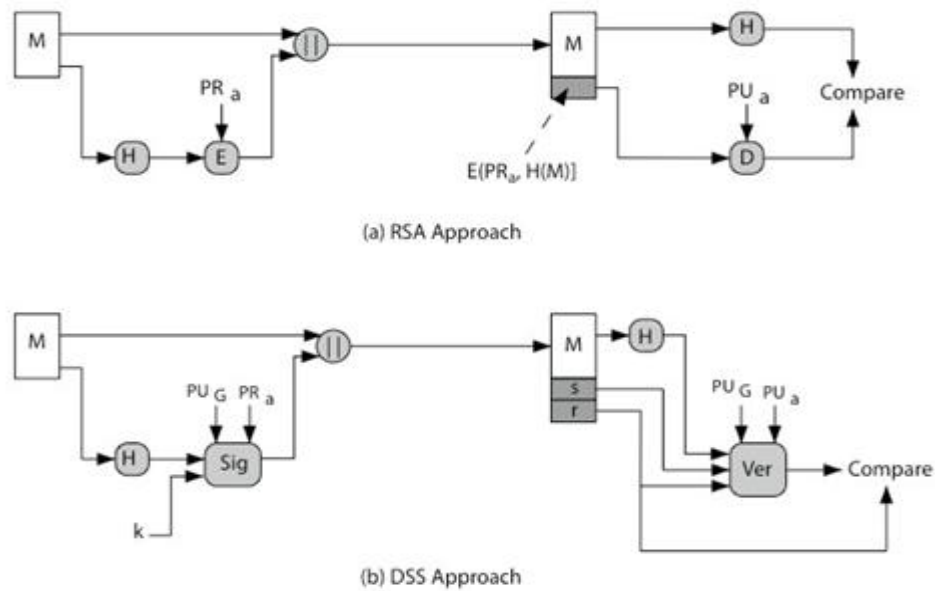 M
||
M
H
PR a
PU a
Compare
H
E
D
E(PRa, H(M)]
(a) RSA Approach
M
||
M
H
s
PU G
PR a
PU G
PU a
r
H
Sig
Ver
Compare
k
(b) DSS Approach